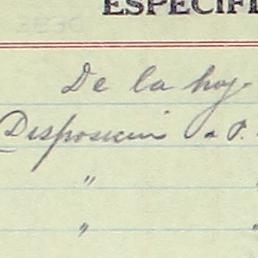 ESPECIFI
De la hoj
Disposicion a P.
"
"